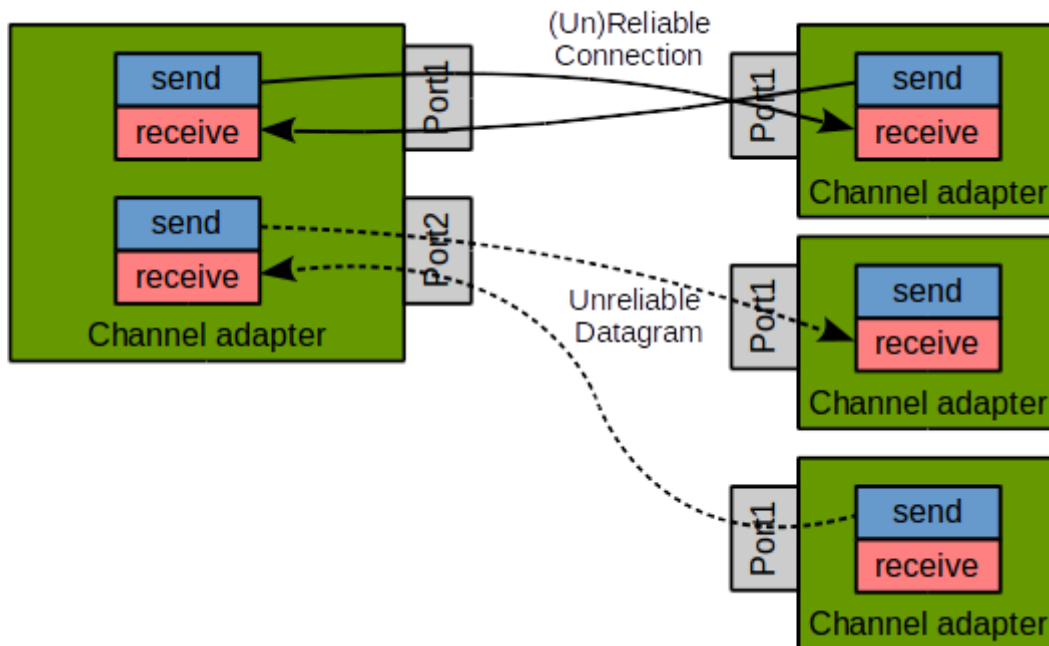 (Un)Reliable
Connection
send
receive
Port1
send
receive
Port2
Channel adapter
Port1
send
receive
Channel adapter
Unreliable
Datagram
Port1
send
receive
Channel adapter
Port1
send
receive
Channel adapter